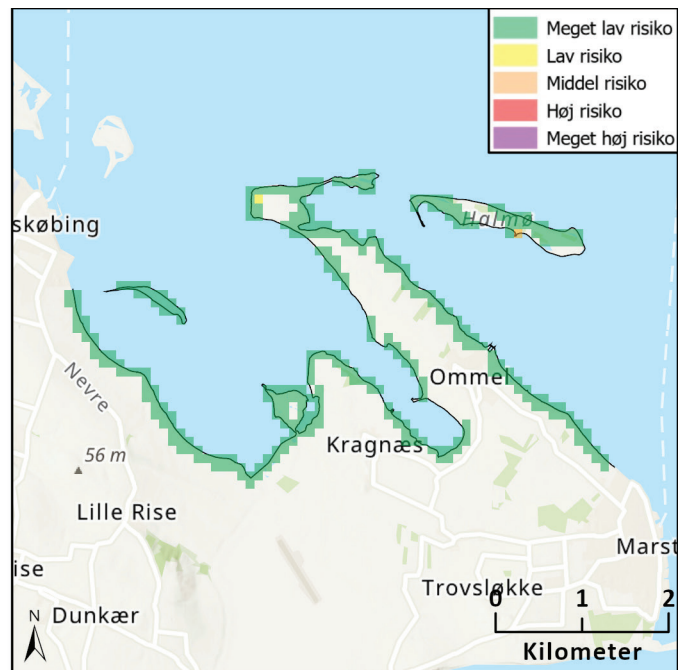 Meget lav risiko
Lav risiko
Middel risiko
Høj risiko
Meget høj risiko
Halmø
skøbing
Nevre
Ommel
Kragnæs
56 m
Lille Rise
Marst
ise
Trovsløkke
Dunkær
N
0 1 2
Kilometer